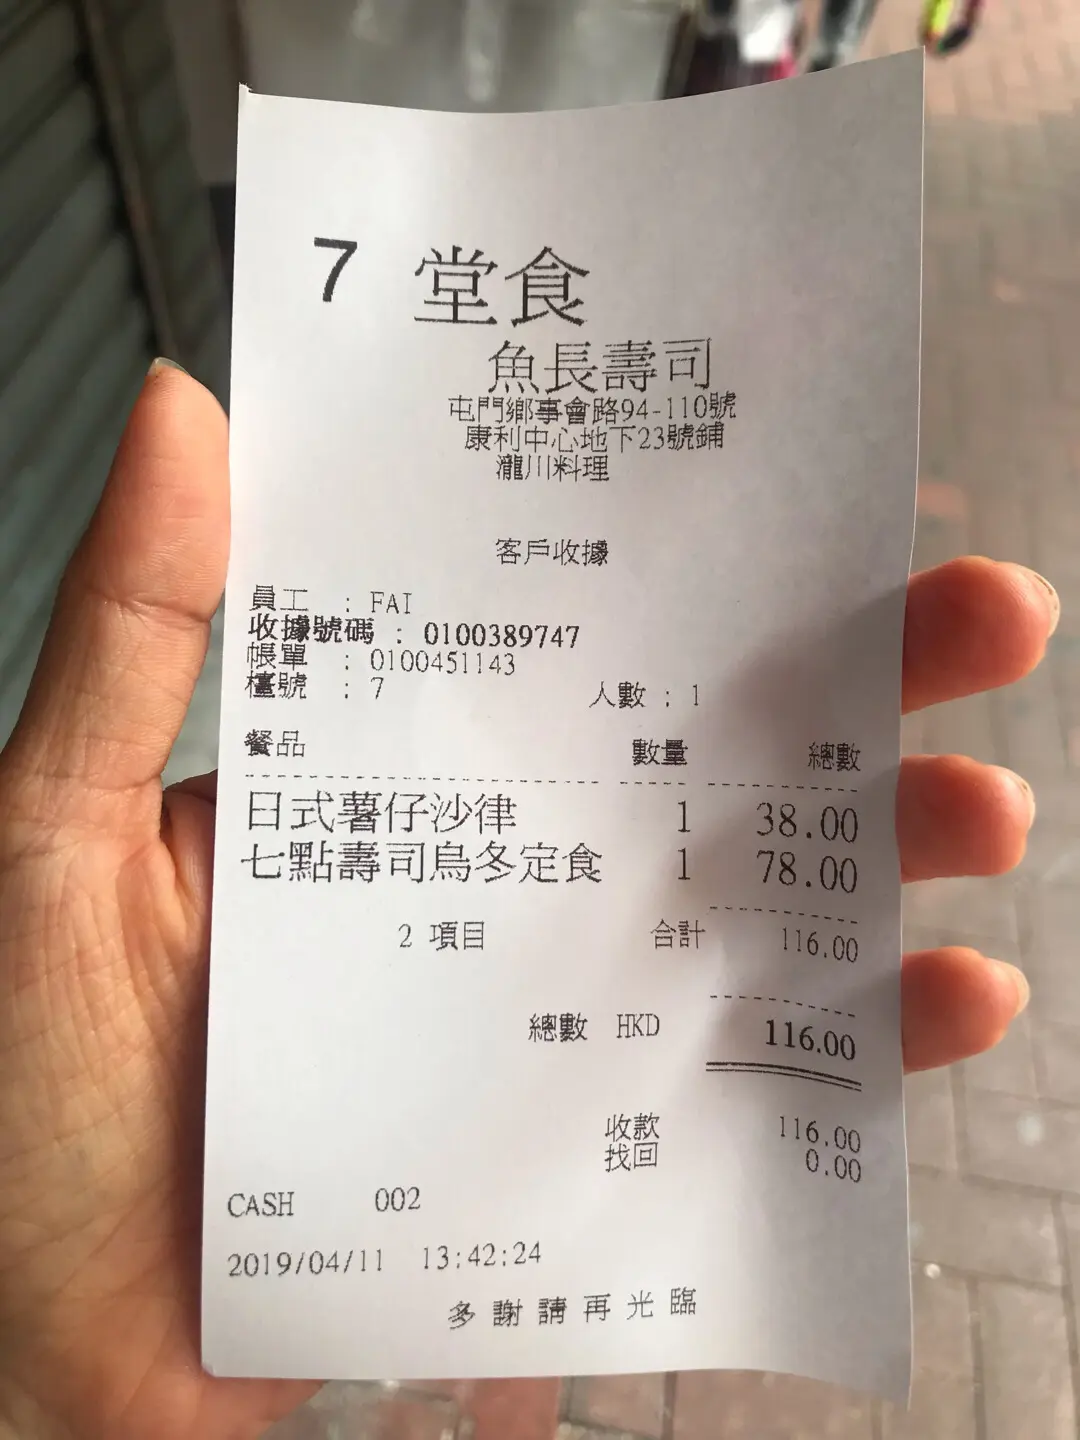 7 堂食
魚長壽司
屯門鄉事會路94-110號
康利中心地下23號鋪
瀧川料理
客戶收據
員工 : FAI
收據號碼 : 0100389747
帳單 : 0100451143
檯號 : 7 人數 : 1
餐品 數量 總數
日式薯仔沙律 1 38.00
七點壽司烏冬定食 1 78.00
2 項目 合計 116.00
總數 HKD 116.00
收款 116.00
找回 0.00
CASH 002
2019/04/11 13:42:24
多謝請再光臨